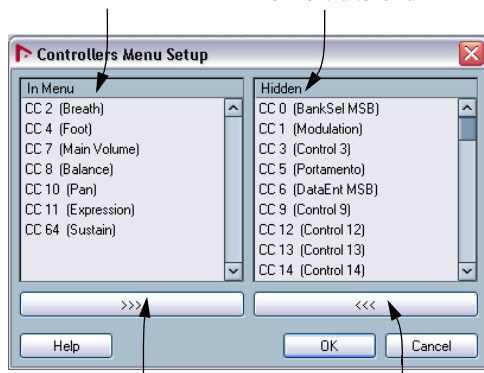 Controllers Menu Setup
In Menu
CC 2 (Breath)
CC 4 (Foot)
CC 7 (Main Volume)
CC 8 (Balance)
CC 10 (Pan)
CC 11 (Expression)
CC 64 (Sustain)
>>>
Hidden
CC 0 (BankSel MSB)
CC 1 (Modulation)
CC 3 (Control 3)
CC 5 (Portamento)
CC 6 (DataEnt MSB)
CC 9 (Control 9)
CC 12 (Control 12)
CC 13 (Control 13)
CC 14 (Control 14)
<<<
Help
OK
Cancel